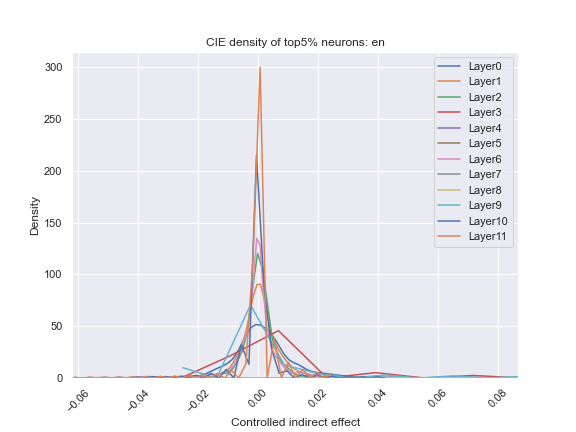 CIE density of top5% neurons: en
Layer0
Layer1
Layer2
Layer3
Layer4
Layer5
Layer6
Layer7
Layer8
Layer9
Layer10
Layer11
Density
300
250
200
150
100
50
0
−0.06 −0.04 −0.02 0.00 0.02 0.04 0.06 0.08
Controlled indirect effect